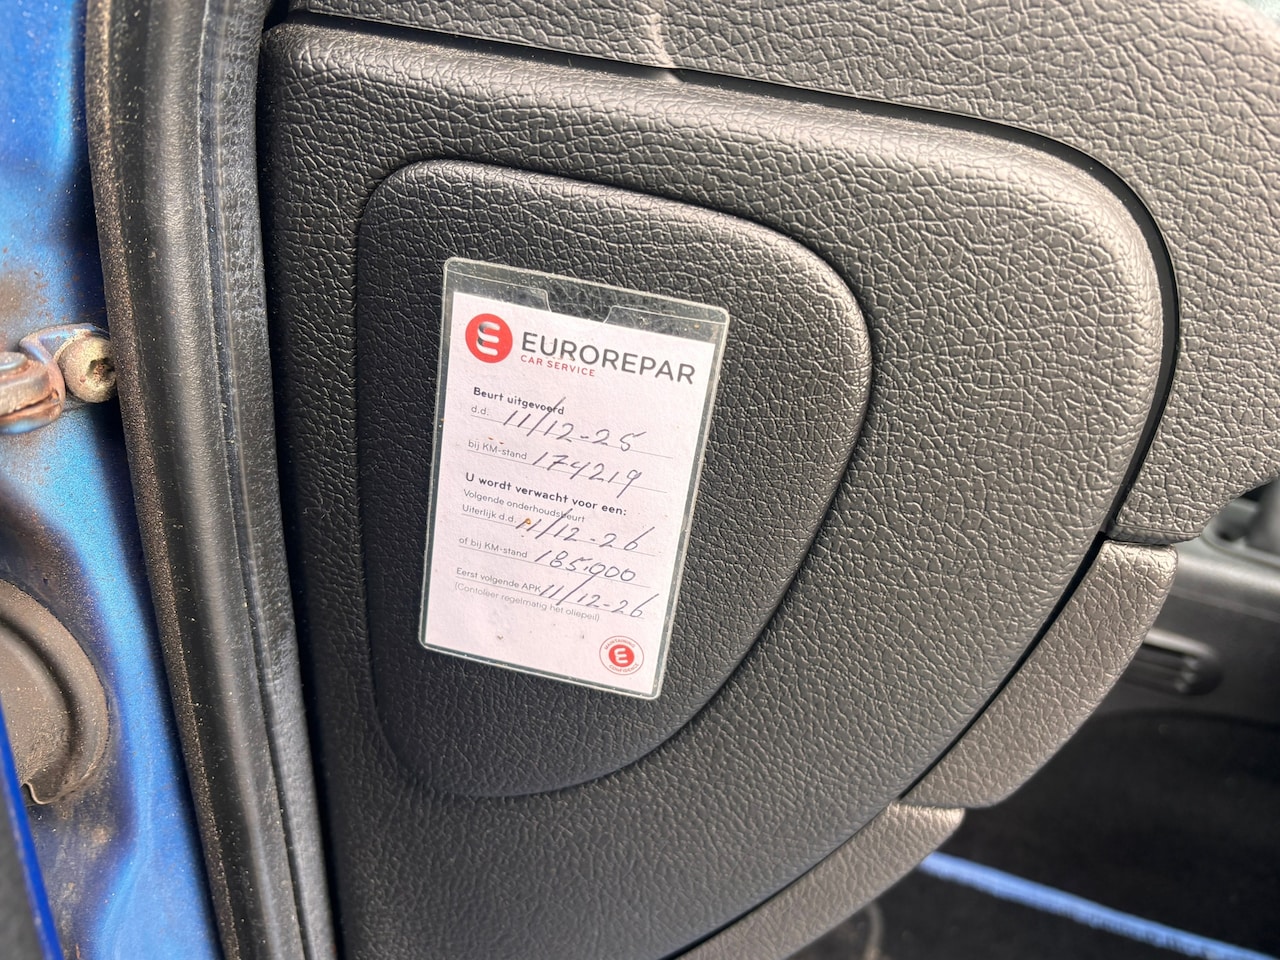 EUROREPAR
CAR SERVICE
Beurt uitgevoerd
d.d. 11/12-25
bij KM-stand 174219
U wordt verwacht voor een:
Volgende onderhoudsbeurt
Uiterlijk d.d. 11/12-26
of bij KM-stand 185.000
Eerst volgende APK 11/12-26
(Contoleer regelmatig het oliepeil)